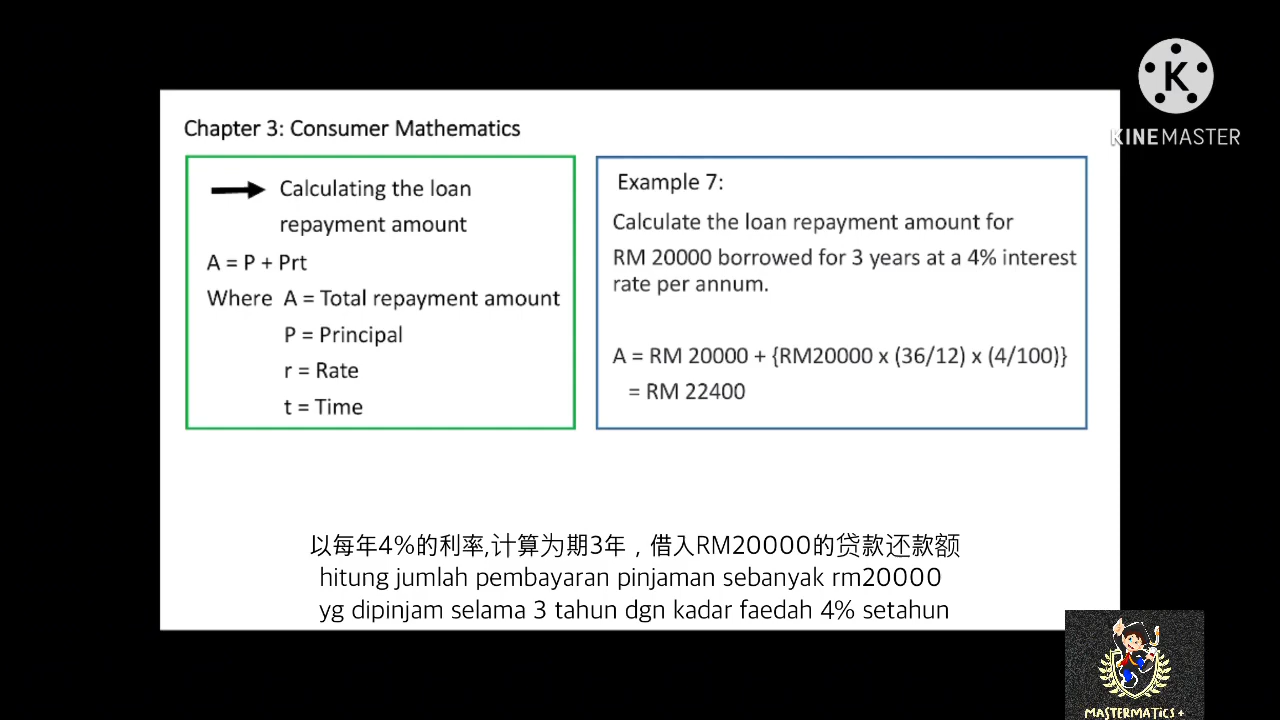 K
KINEMASTER
Chapter 3: Consumer Mathematics
Calculating the loan
repayment amount
A = P + Prt
Where A = Total repayment amount
P = Principal
r = Rate
t = Time
Example 7:
Calculate the loan repayment amount for
RM 20000 borrowed for 3 years at a 4% interest
rate per annum.
A = RM 20000 + {RM20000 x (36/12) x (4/100)}
= RM 22400
以每年4%的利率,计算为期3年，借入RM20000的贷款还款额
hitung jumlah pembayaran pinjaman sebanyak rm20000
yg dipinjam selama 3 tahun dgn kadar faedah 4% setahun
MASTERMATiCS +